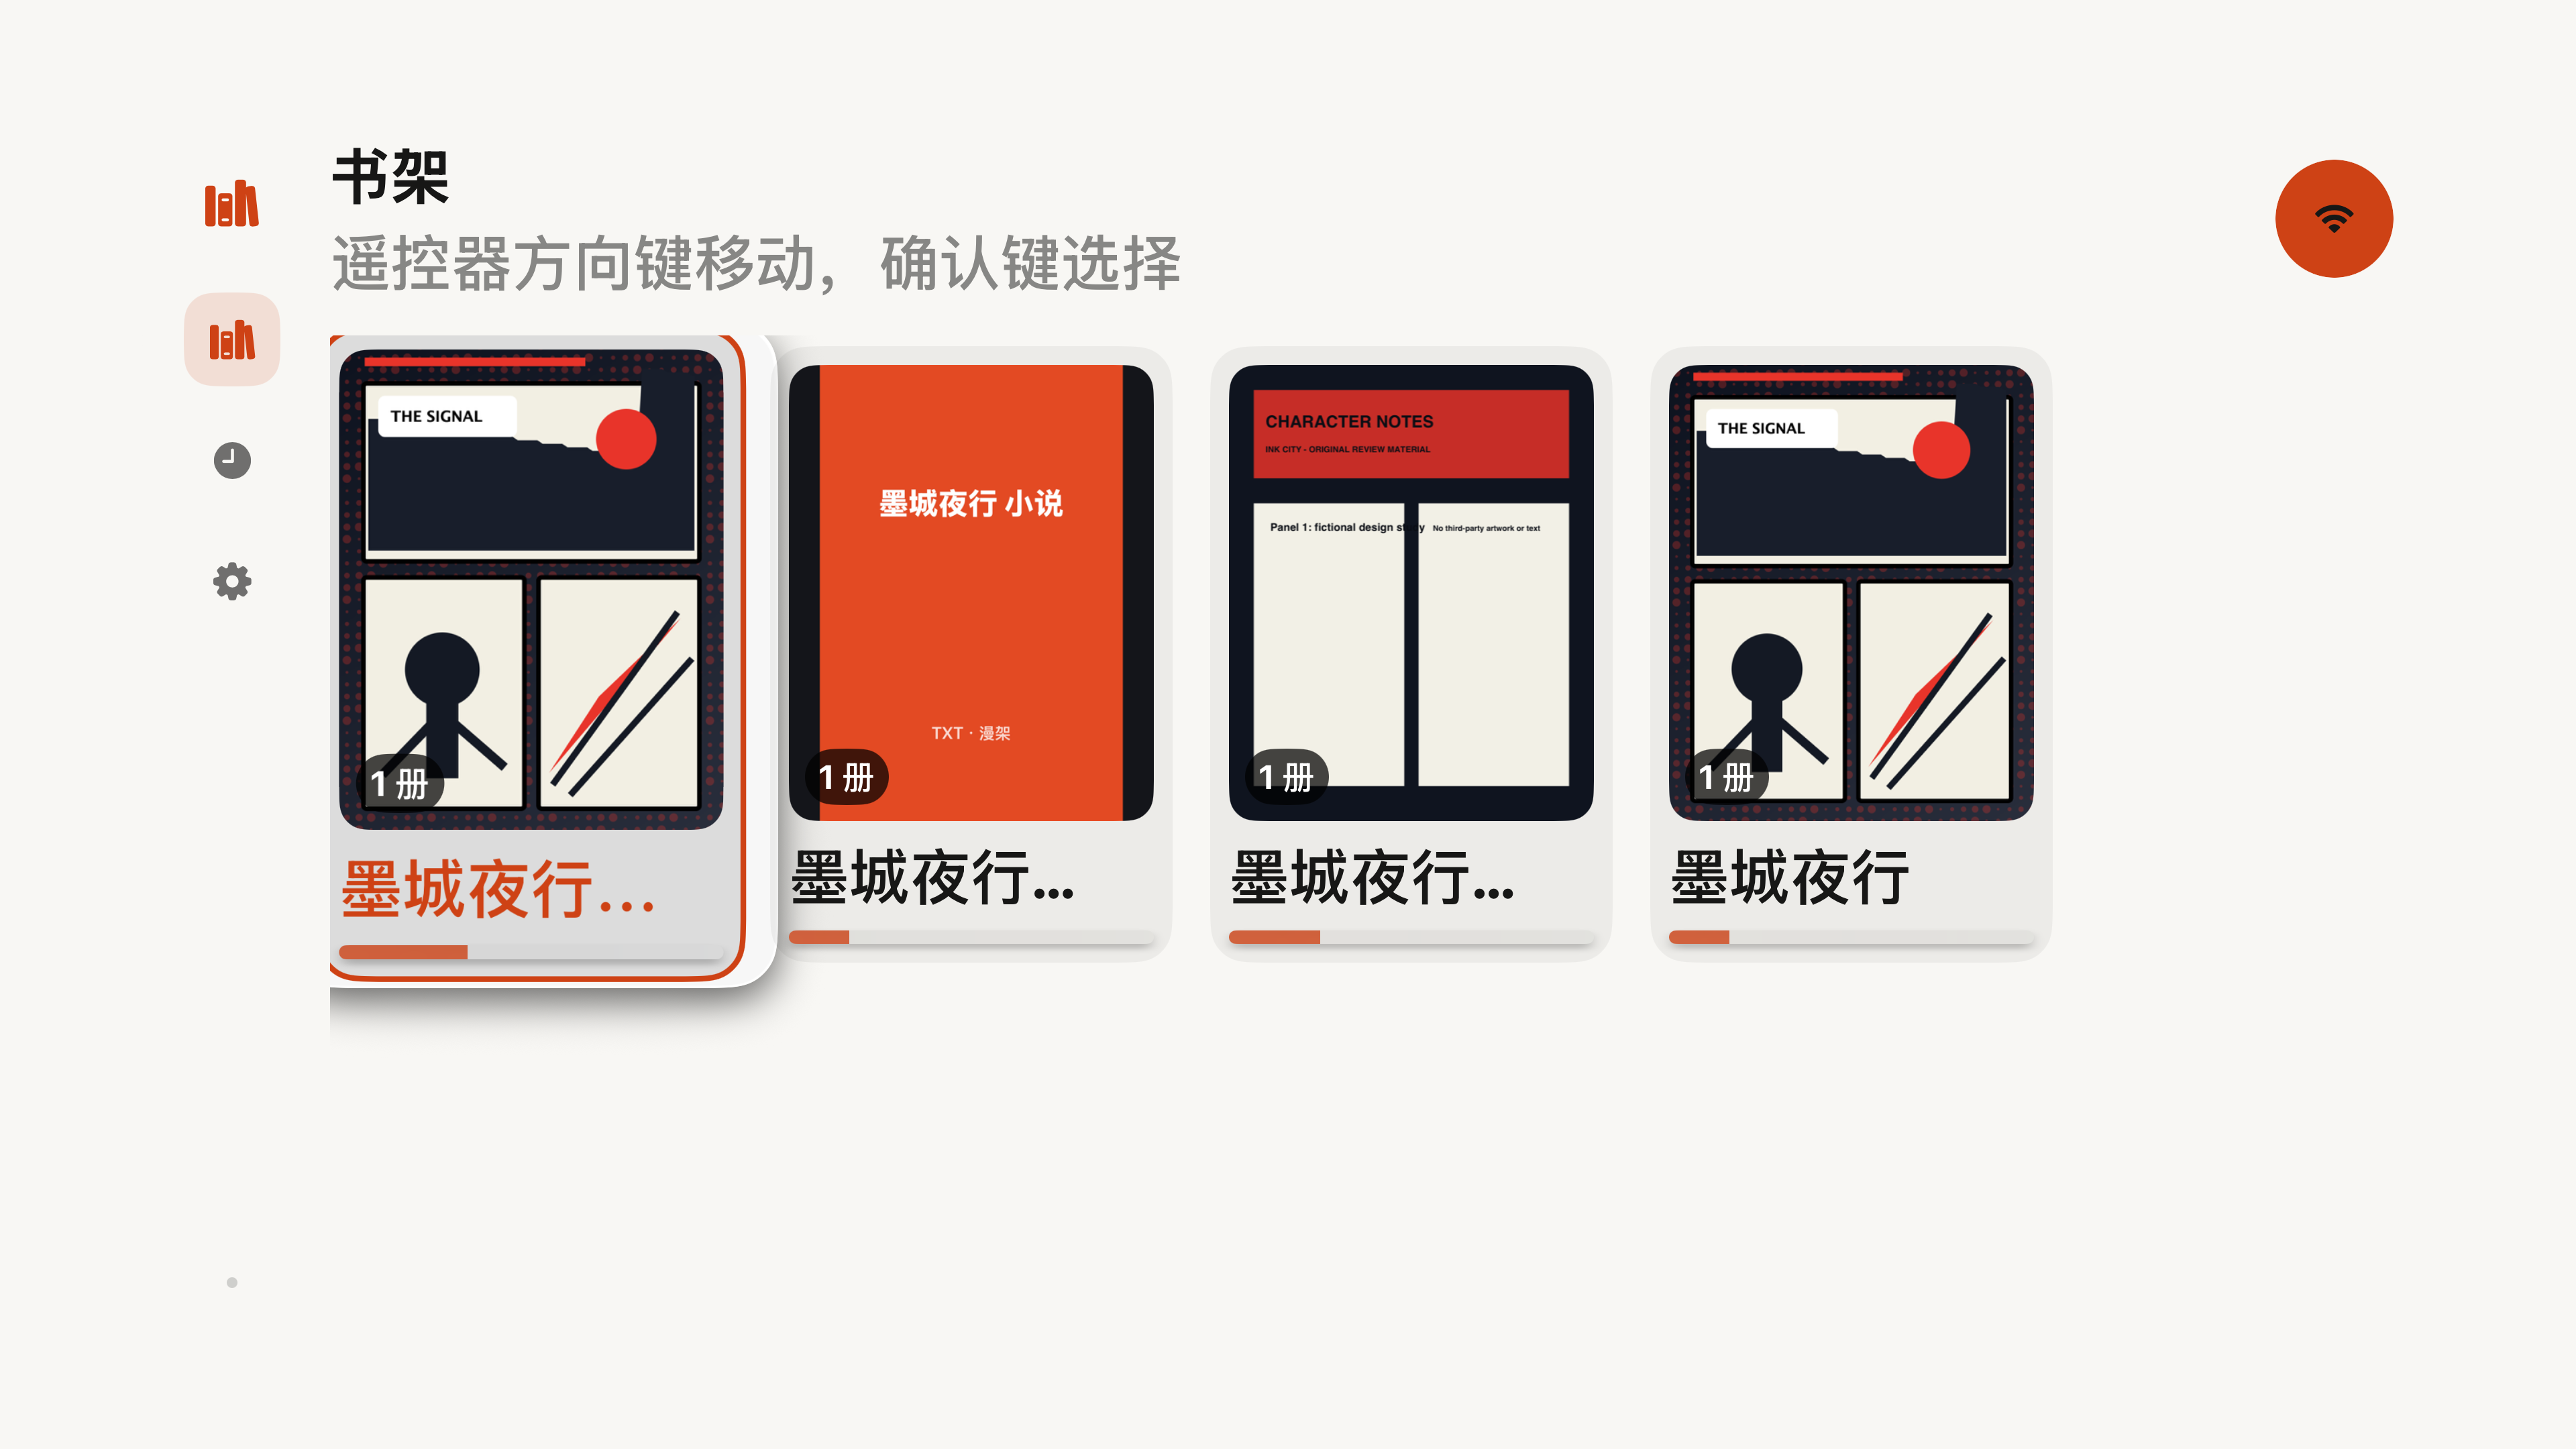 书架
遥控器方向键移动，确认键选择
THE SIGNAL
1 册
墨城夜行...
墨城夜行 小说
TXT · 漫架
1 册
墨城夜行...
CHARACTER NOTES
INK CITY - ORIGINAL REVIEW MATERIAL
Panel 1: fictional design study
No third-party artwork or text
1 册
墨城夜行...
THE SIGNAL
1 册
墨城夜行